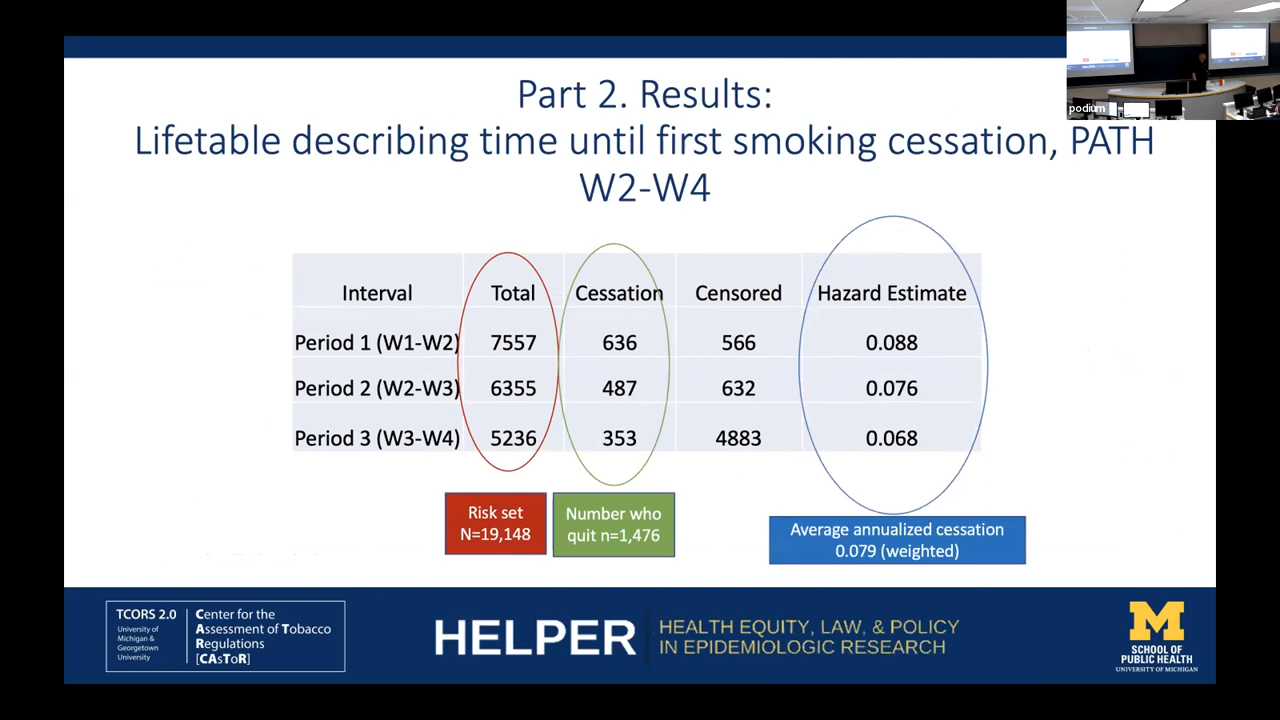 Part 2. Results:
Lifetable describing time until first smoking cessation, PATH
W2-W4
Interval Total Cessation Censored Hazard Estimate
Period 1 (W1-W2) 7557 636 566 0.088
Period 2 (W2-W3) 6355 487 632 0.076
Period 3 (W3-W4) 5236 353 4883 0.068
Risk set
N=19,148
Number who
quit n=1,476
Average annualized cessation
0.079 (weighted)
TCORS 2.0
University of
Michigan &
Georgetown
University
Center for the
Assessment of Tobacco
Regulations
[CAsToR]
HELPER
HEALTH EQUITY, LAW, & POLICY
IN EPIDEMIOLOGIC RESEARCH
M
SCHOOL OF
PUBLIC HEALTH
UNIVERSITY OF MICHIGAN
podium